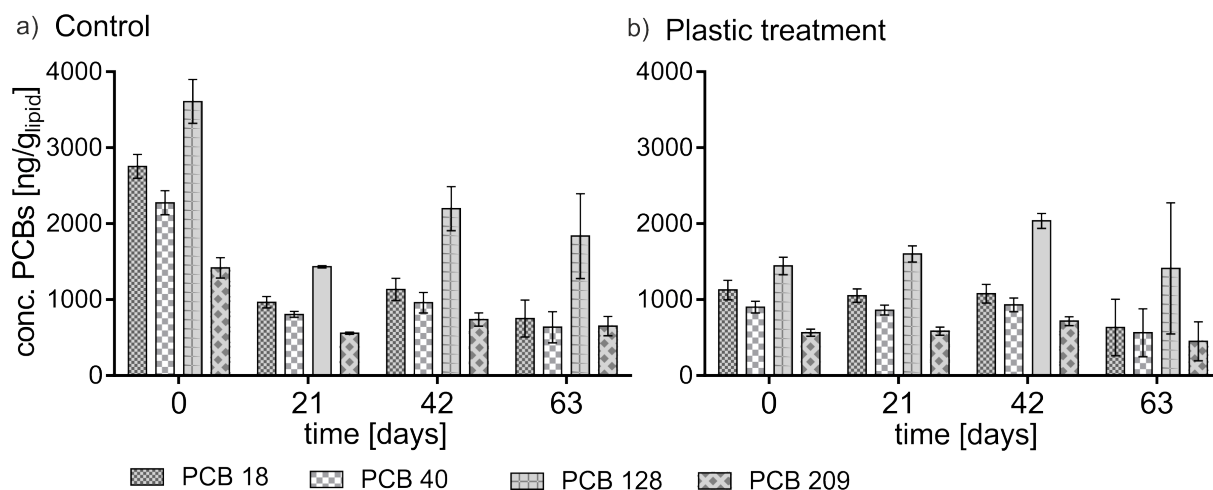 a) Control
b) Plastic treatment
conc. PCBs [ng/glipid]
4000
3000
2000
1000
0
0 21 42 63
time [days]
4000
3000
2000
1000
0
0 21 42 63
time [days]
PCB 18 PCB 40 PCB 128 PCB 209